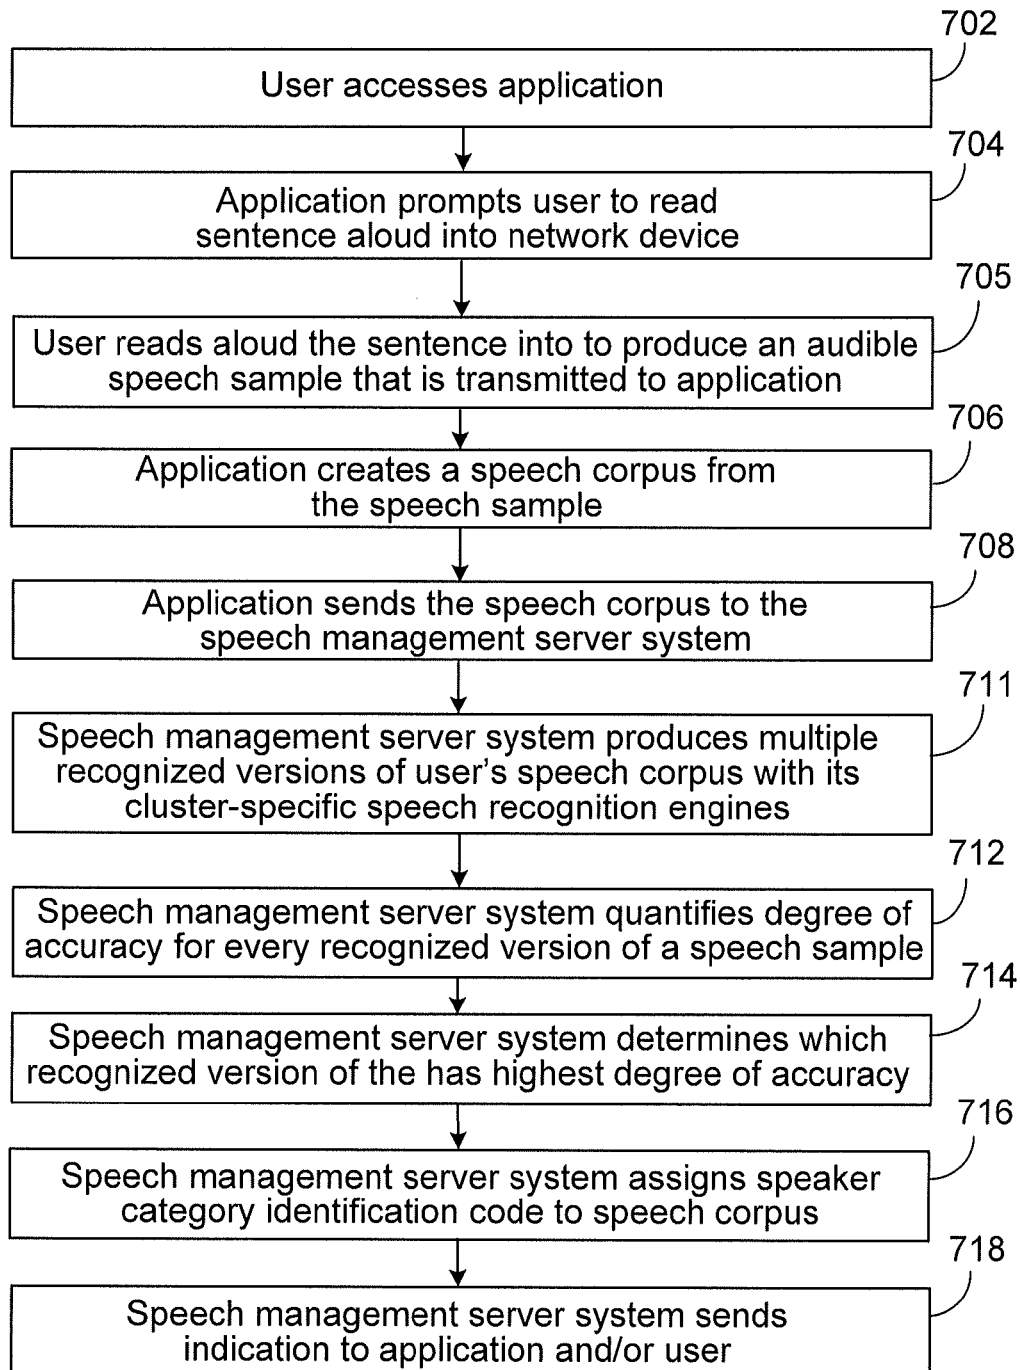 702
User accesses application
704
Application prompts user to read
sentence aloud into network device
705
User reads aloud the sentence into to produce an audible
speech sample that is transmitted to application
706
Application creates a speech corpus from
the speech sample
708
Application sends the speech corpus to the
speech management server system
711
Speech management server system produces multiple
recognized versions of user's speech corpus with its
cluster-specific speech recognition engines
712
Speech management server system quantifies degree of
accuracy for every recognized version of a speech sample
714
Speech management server system determines which
recognized version of the has highest degree of accuracy
716
Speech management server system assigns speaker
category identification code to speech corpus
718
Speech management server system sends
indication to application and/or user